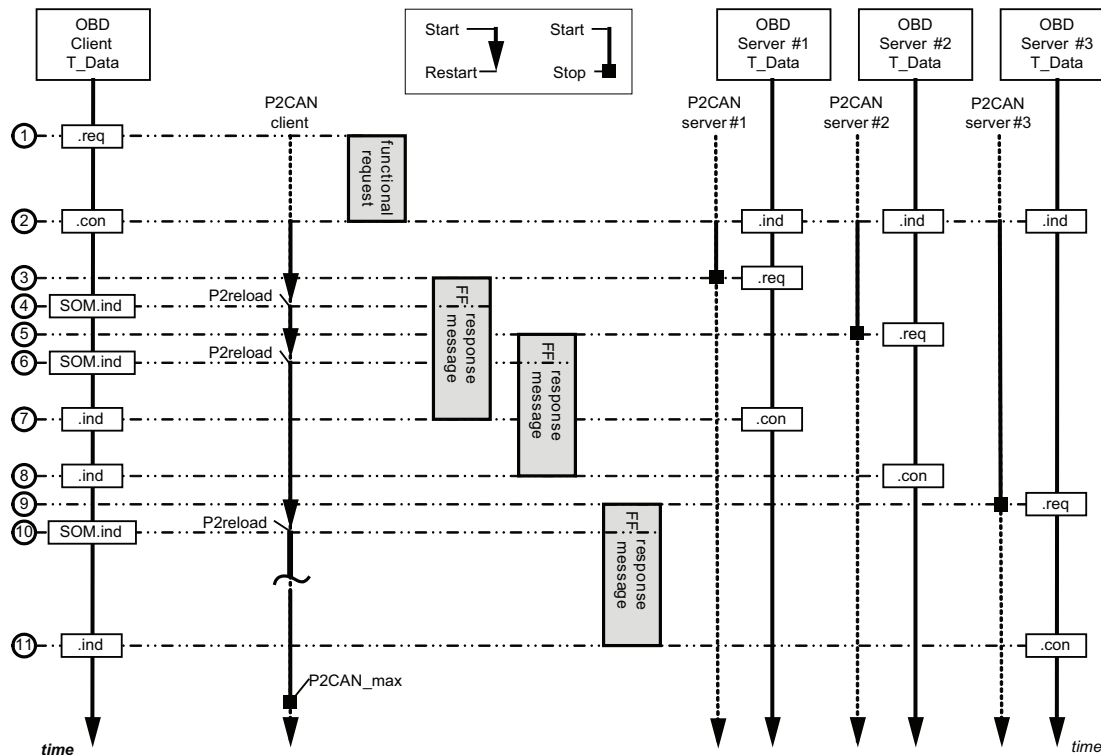 OBD
Client
T_Data
Start
Restart
Start
Stop
OBD
Server #1
T_Data
OBD
Server #2
T_Data
OBD
Server #3
T_Data
P2CAN
client
P2CAN
server #1
P2CAN
server #2
P2CAN
server #3
1
.req
functional
request
2
.con
.ind
.ind
.ind
3
.req
4
SOM.ind
P2reload
FF response
message
5
.req
6
SOM.ind
P2reload
FF response
message
7
.ind
.con
8
.ind
.con
9
.req
10
SOM.ind
P2reload
FF response
message
11
.ind
.con
P2CAN_max
time
time